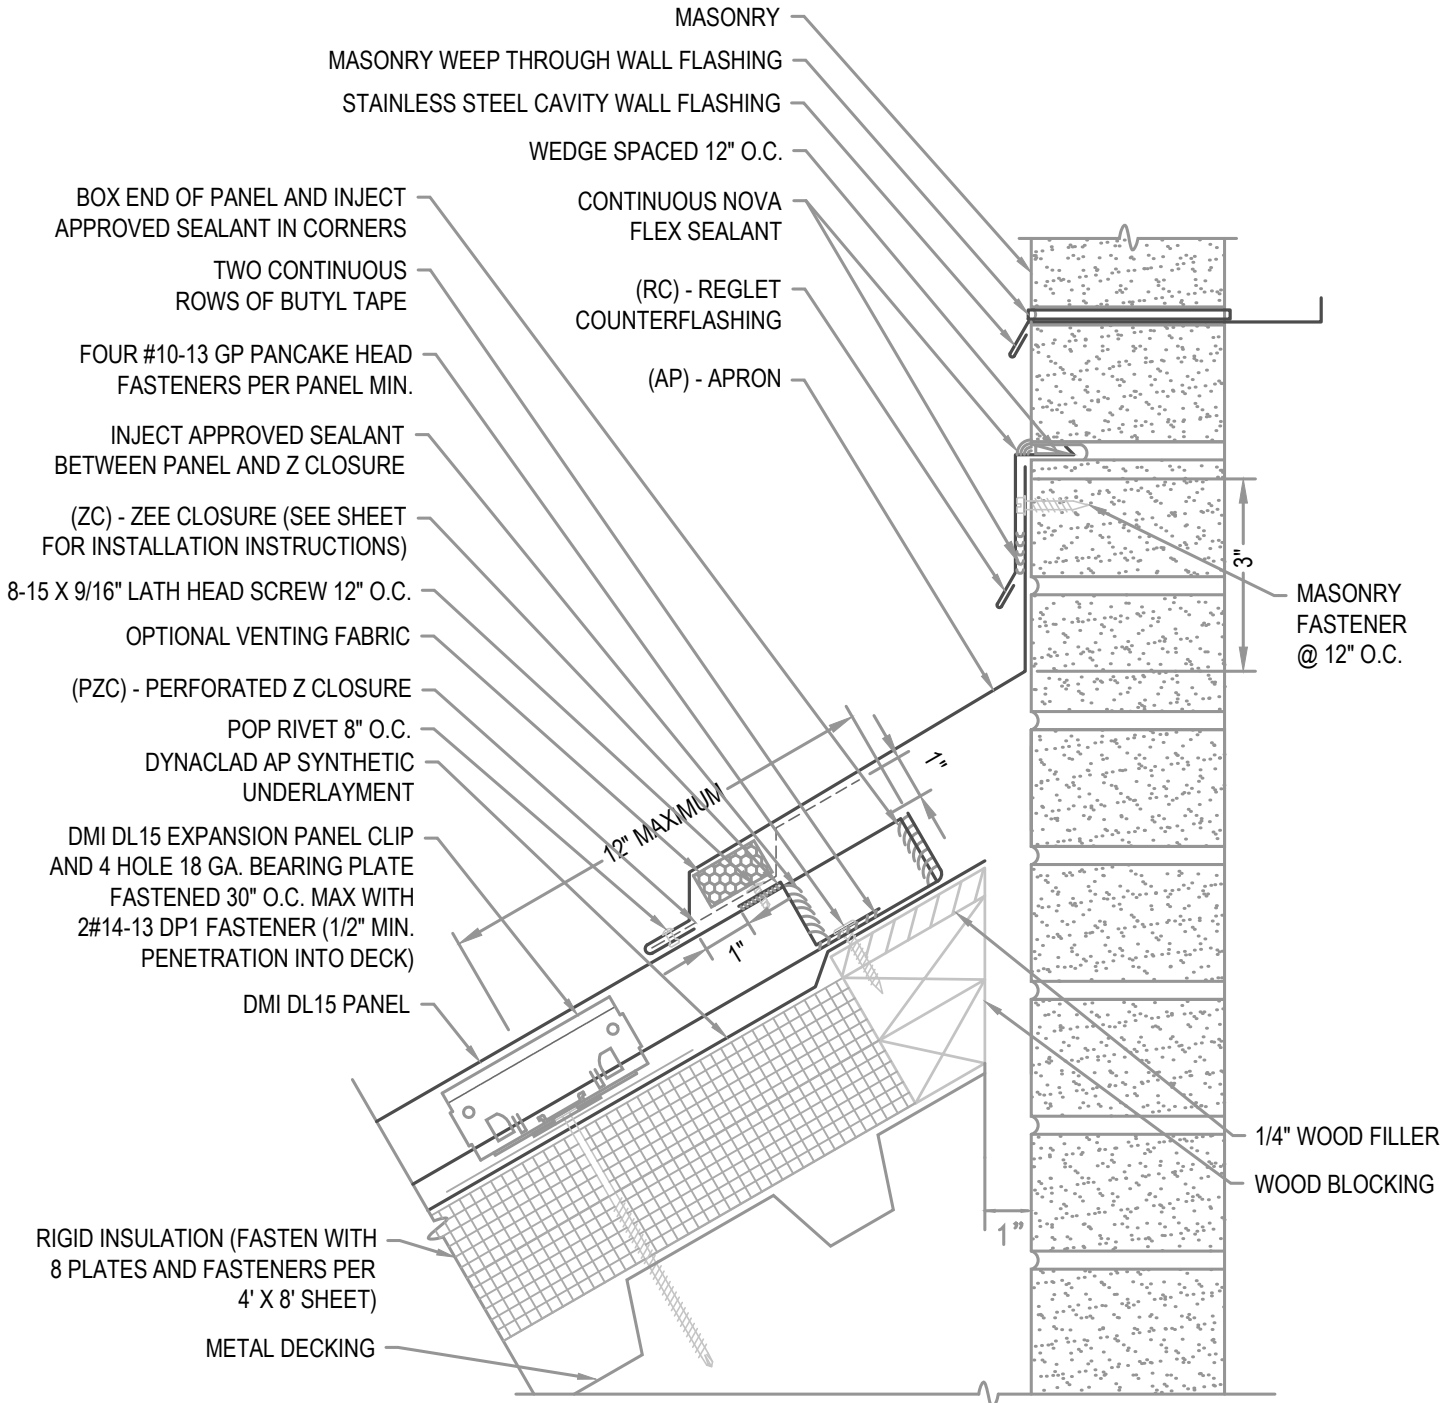 MASONRY
MASONRY WEEP THROUGH WALL FLASHING
STAINLESS STEEL CAVITY WALL FLASHING
WEDGE SPACED 12" O.C.
CONTINUOUS NOVA
FLEX SEALANT
(RC) - REGLET
COUNTERFLASHING
(AP) - APRON
BOX END OF PANEL AND INJECT
APPROVED SEALANT IN CORNERS
TWO CONTINUOUS
ROWS OF BUTYL TAPE
FOUR #10-13 GP PANCAKE HEAD
FASTENERS PER PANEL MIN.
INJECT APPROVED SEALANT
BETWEEN PANEL AND Z CLOSURE
(ZC) - ZEE CLOSURE (SEE SHEET
FOR INSTALLATION INSTRUCTIONS)
8-15 X 9/16" LATH HEAD SCREW 12" O.C.
OPTIONAL VENTING FABRIC
(PZC) - PERFORATED Z CLOSURE
POP RIVET 8" O.C.
DYNACLAD AP SYNTHETIC
UNDERLAYMENT
DMI DL15 EXPANSION PANEL CLIP
AND 4 HOLE 18 GA. BEARING PLATE
FASTENED 30" O.C. MAX WITH
2#14-13 DP1 FASTENER (1/2" MIN.
PENETRATION INTO DECK)
DMI DL15 PANEL
RIGID INSULATION (FASTEN WITH
8 PLATES AND FASTENERS PER
4' X 8' SHEET)
METAL DECKING
12" MAXIMUM
1"
1"
3"
MASONRY
FASTENER
@ 12" O.C.
1/4" WOOD FILLER
WOOD BLOCKING
1”